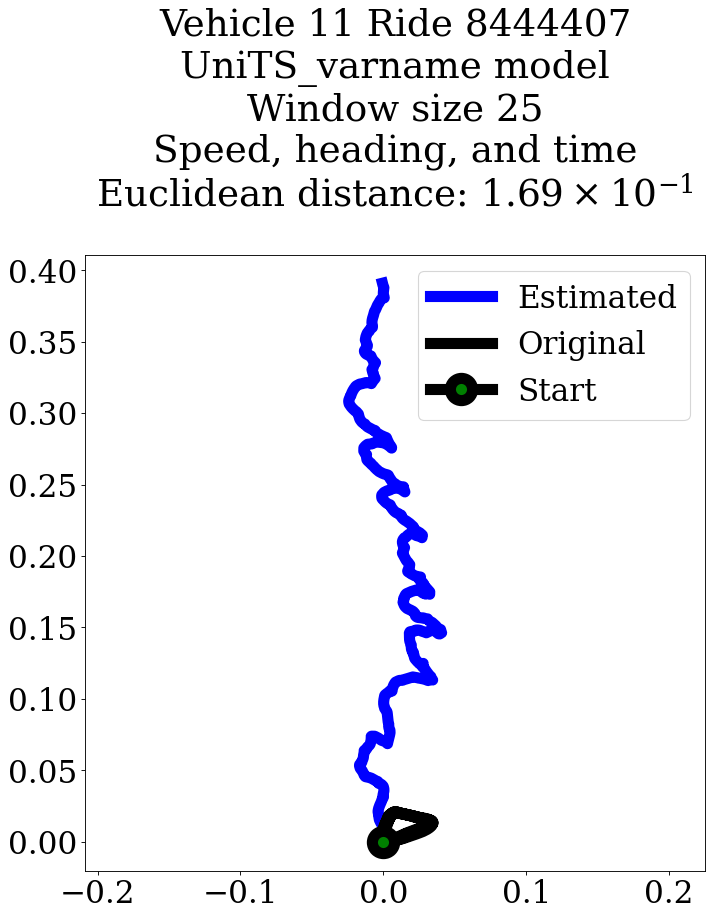 Vehicle 11 Ride 8444407
UniTS_varname model
Window size 25
Speed, heading, and time
Euclidean distance: 1.69 × 10⁻¹
0.40
0.35
0.30
0.25
0.20
0.15
0.10
0.05
0.00
Estimated
Original
Start
−0.2
−0.1
0.0
0.1
0.2